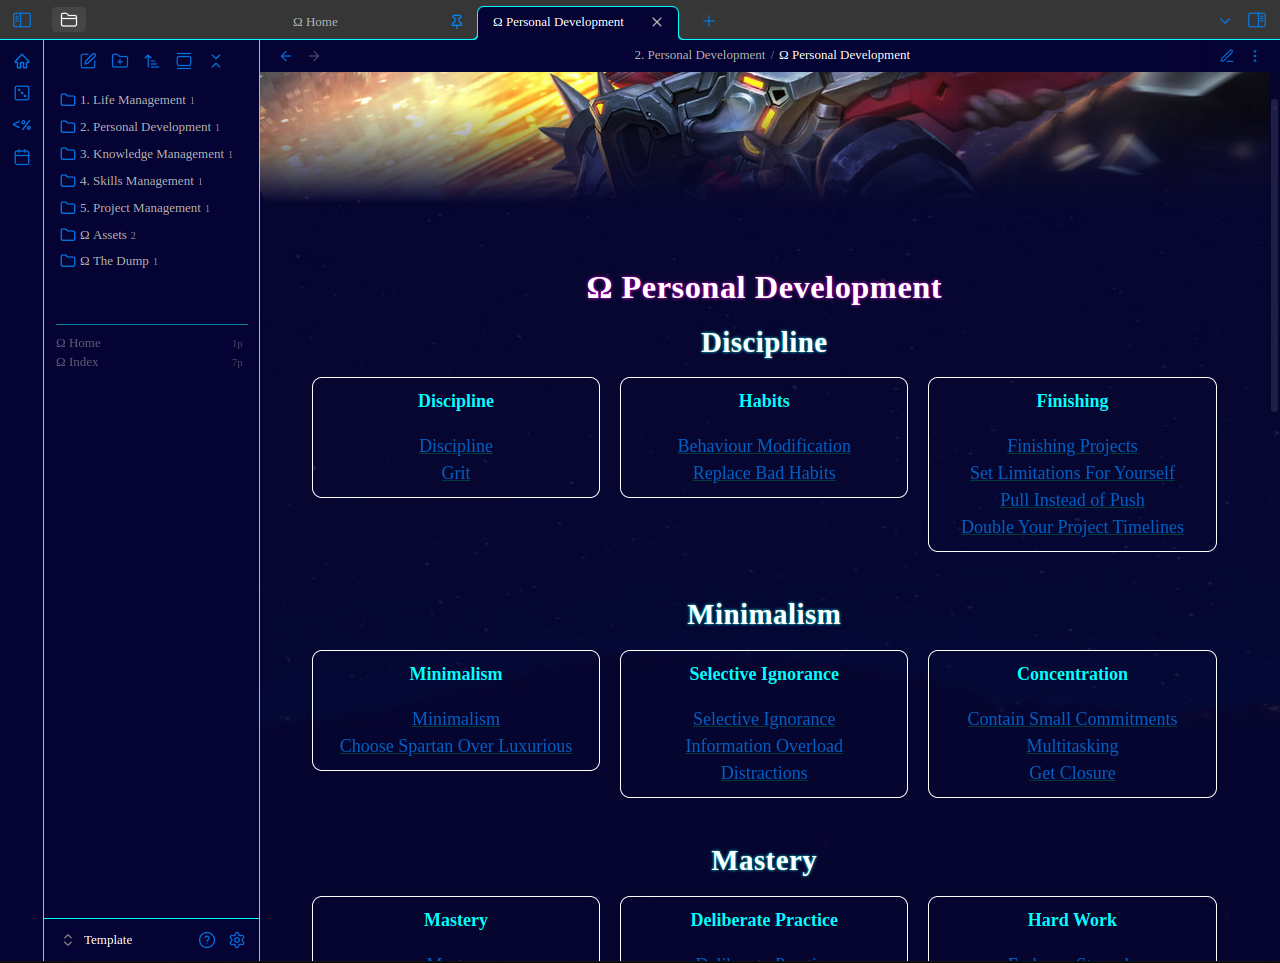 Ω Home
Ω Personal Development
2. Personal Development / Ω Personal Development
<%
1. Life Management 1
2. Personal Development 1
3. Knowledge Management 1
4. Skills Management 1
5. Project Management 1
Ω Assets 2
Ω The Dump 1
Ω Home 1p
Ω Index 7p
Template
Ω Personal Development
Discipline
Discipline
Discipline
Grit
Habits
Behaviour Modification
Replace Bad Habits
Finishing
Finishing Projects
Set Limitations For Yourself
Pull Instead of Push
Double Your Project Timelines
Minimalism
Minimalism
Minimalism
Choose Spartan Over Luxurious
Selective Ignorance
Selective Ignorance
Information Overload
Distractions
Concentration
Contain Small Commitments
Multitasking
Get Closure
Mastery
Mastery
Deliberate Practice
Hard Work